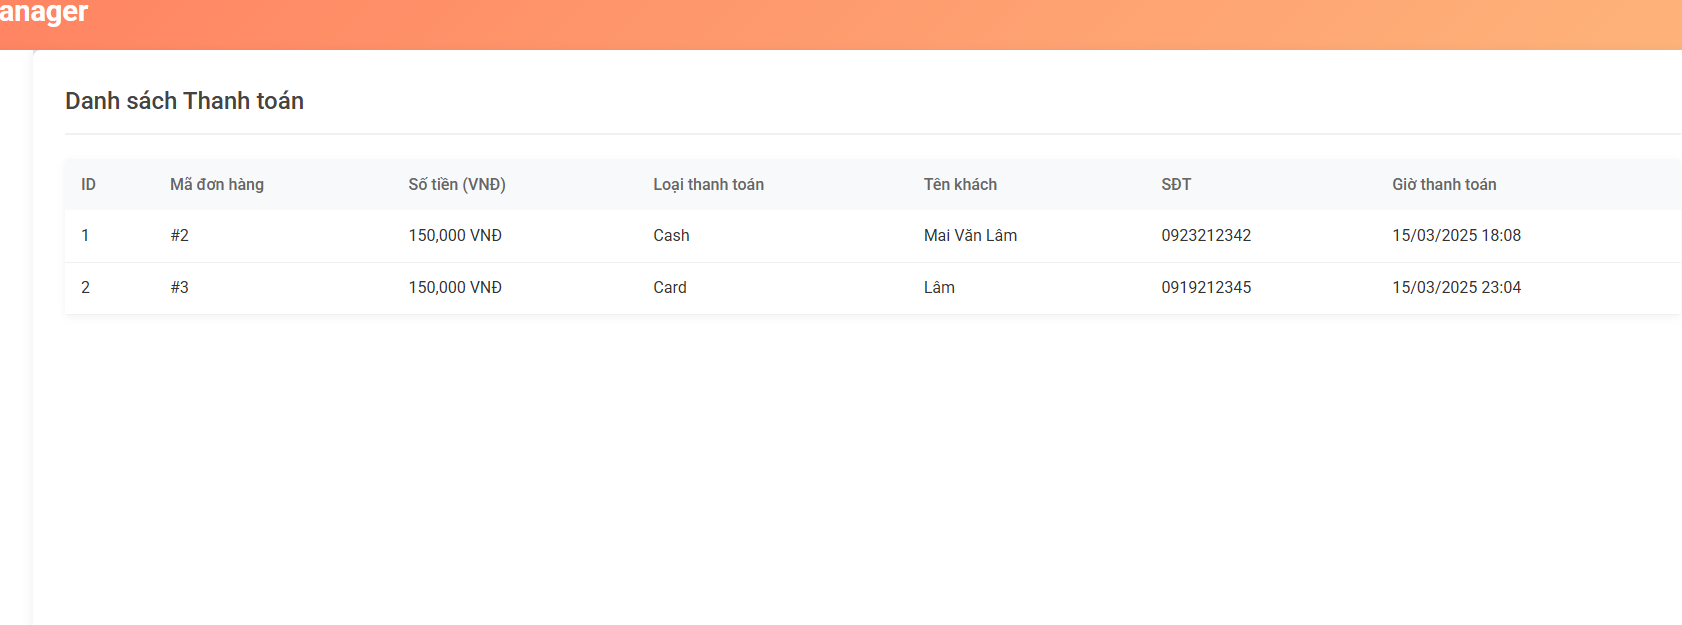 anager
Danh sách Thanh toán
ID Mã đơn hàng Số tiền (VNĐ) Loại thanh toán Tên khách SĐT Giờ thanh toán
1 #2 150,000 VNĐ Cash Mai Văn Lâm 0923212342 15/03/2025 18:08
2 #3 150,000 VNĐ Card Lâm 0919212345 15/03/2025 23:04